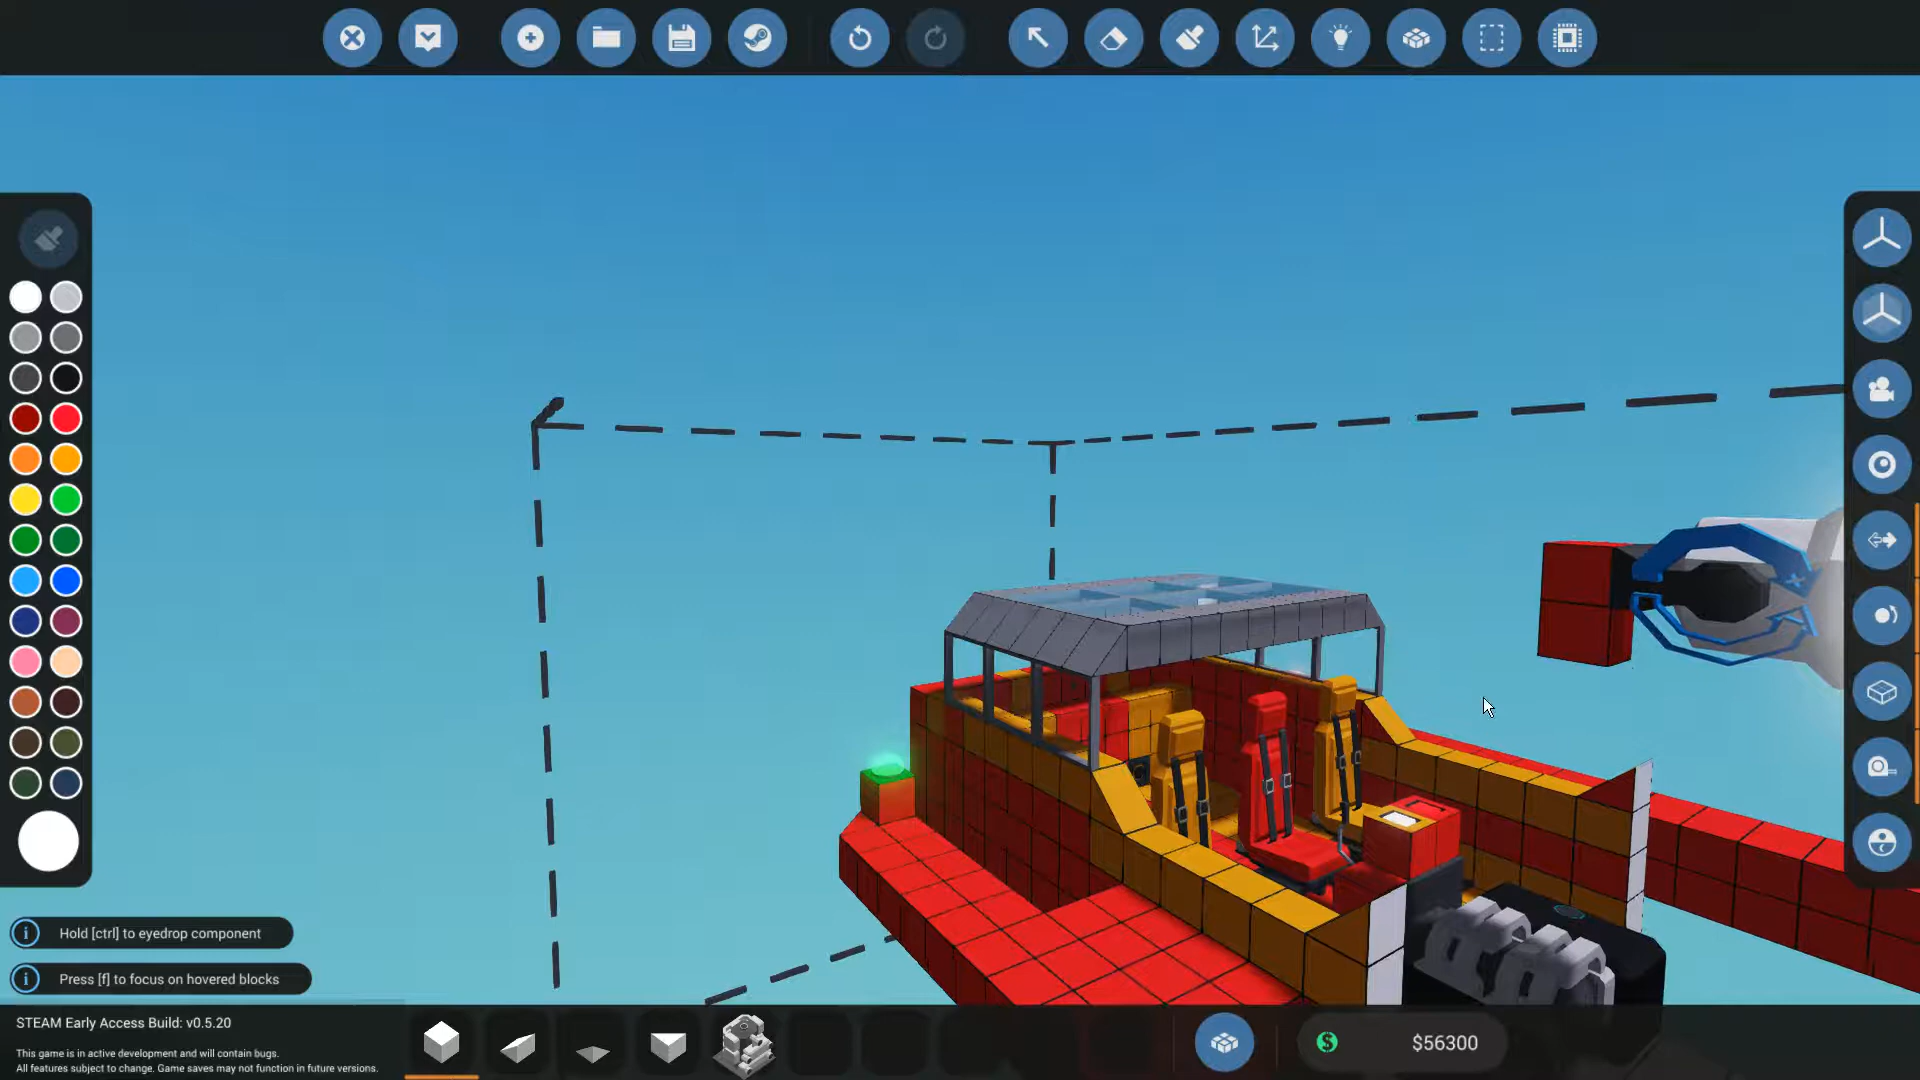 Hold [ctrl] to eyedrop component
Press [f] to focus on hovered blocks
STEAM Early Access Build: v0.5.20
This game is in active development and will contain bugs.
All features subject to change. Game saves may not function in future versions.
$56300